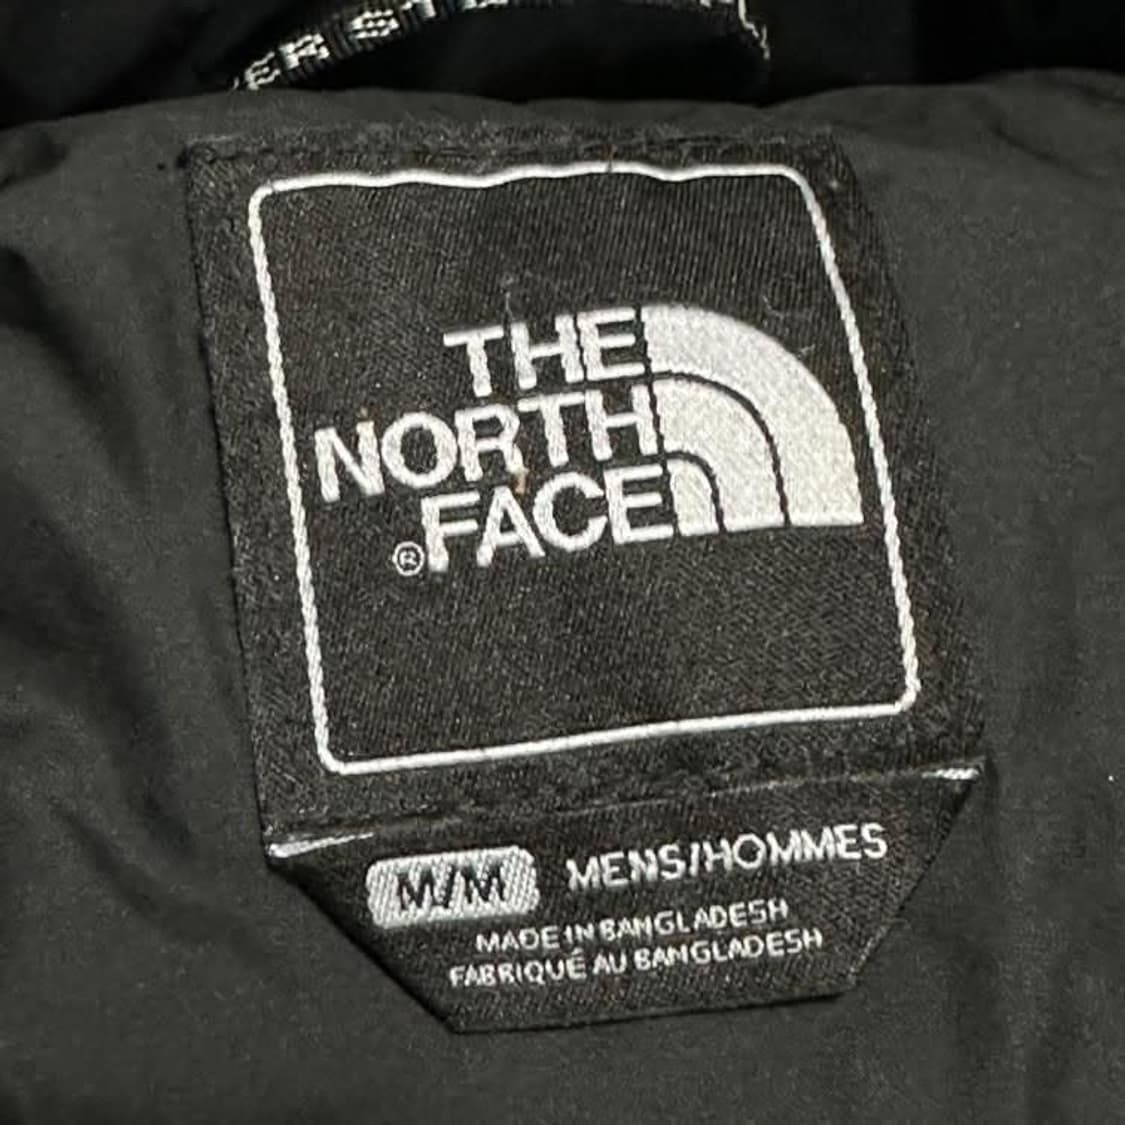 THE
NORTH
FACE
®
M/M MENS/HOMMES
MADE IN BANGLADESH
FABRIQUÉ AU BANGLADESH